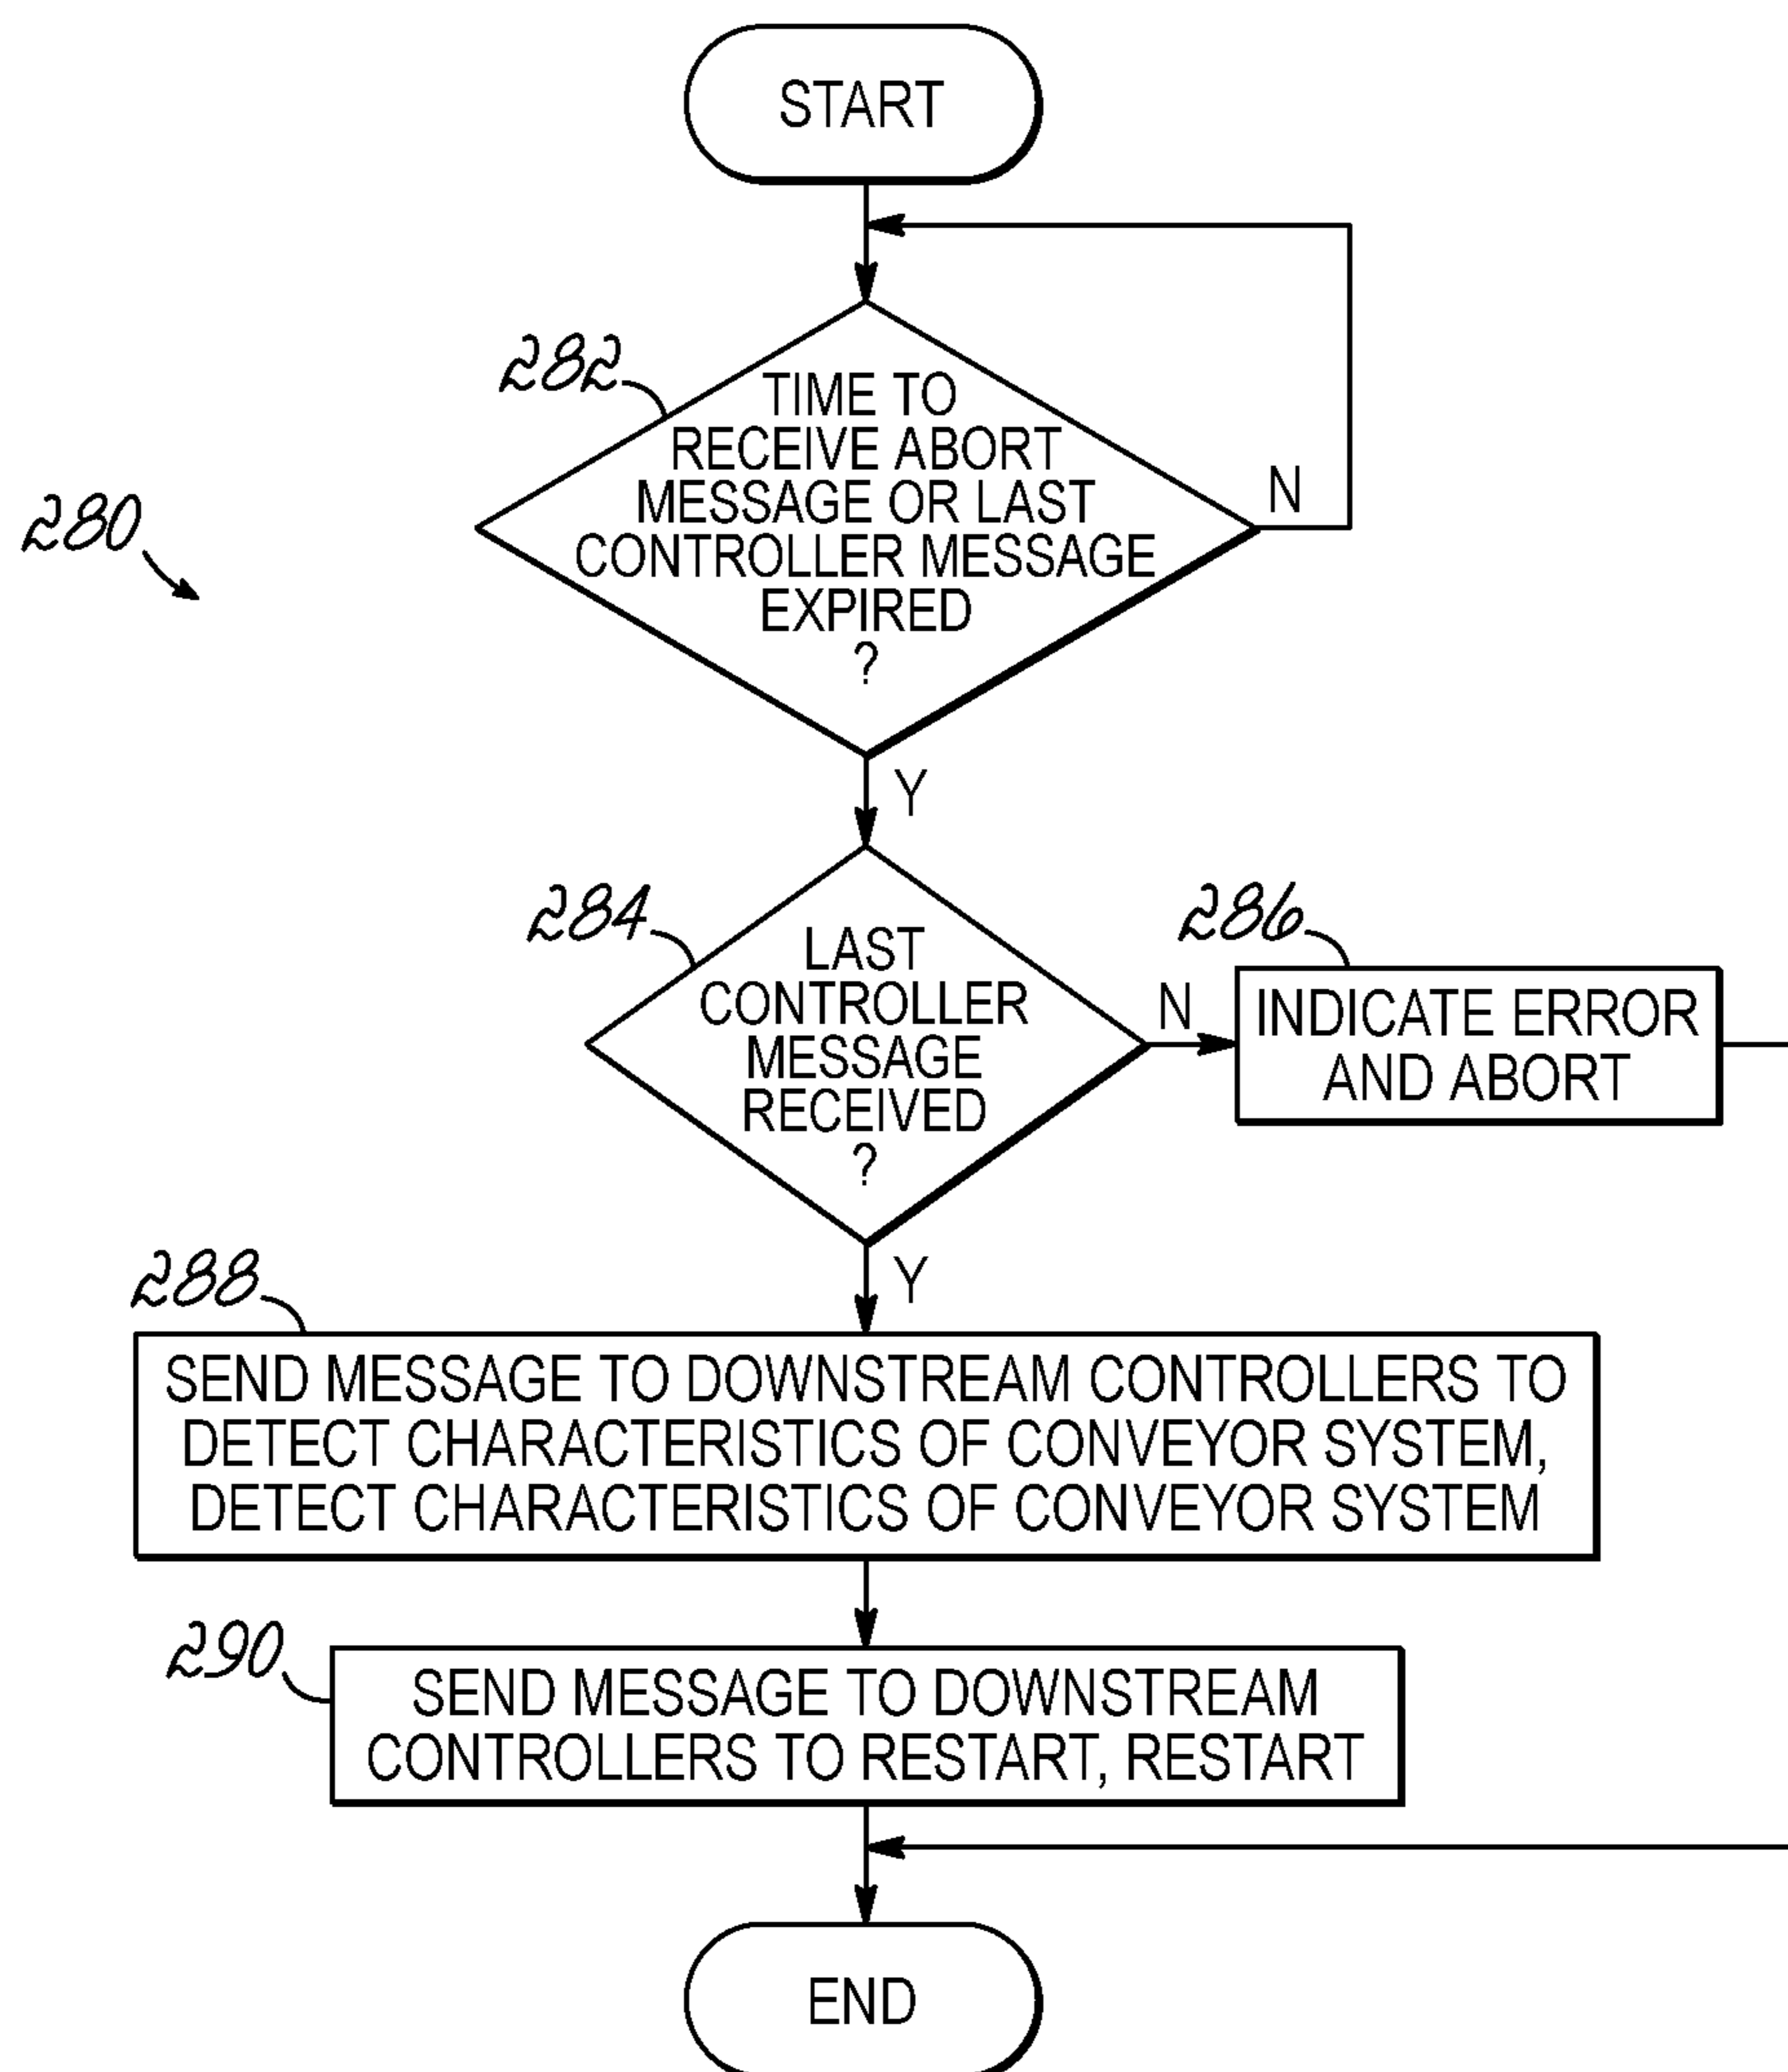 START
282
TIME TO
RECEIVE ABORT
MESSAGE OR LAST
CONTROLLER MESSAGE
EXPIRED
?
N
280
Y
284
LAST
CONTROLLER
MESSAGE
RECEIVED
?
N
286
INDICATE ERROR
AND ABORT
Y
288
SEND MESSAGE TO DOWNSTREAM CONTROLLERS TO
DETECT CHARACTERISTICS OF CONVEYOR SYSTEM,
DETECT CHARACTERISTICS OF CONVEYOR SYSTEM
290
SEND MESSAGE TO DOWNSTREAM
CONTROLLERS TO RESTART, RESTART
END